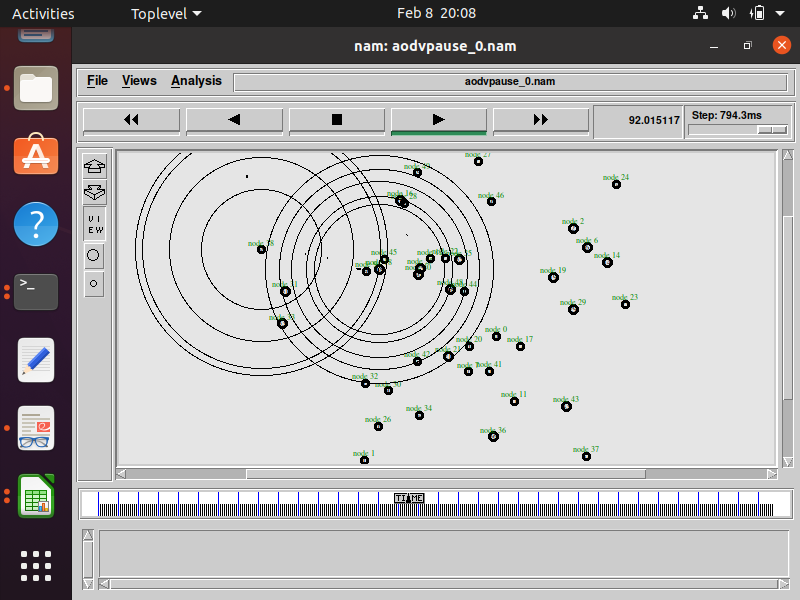 Activities
Toplevel
Feb 8 20:08
nam: aodvpause_0.nam
File Views Analysis
aodvpause_0.nam
92.015117
Step: 794.3ms
VIEW
node 24
node 46
node 2
node 6
node 14
node 45
node 19
node 29
node 23
node 44
node 0
node 17
node 20
node 21
node 42
node 41
node 32
node 11
node 43
node 34
node 26
node 36
node 1
node 37
TIME
>_
?